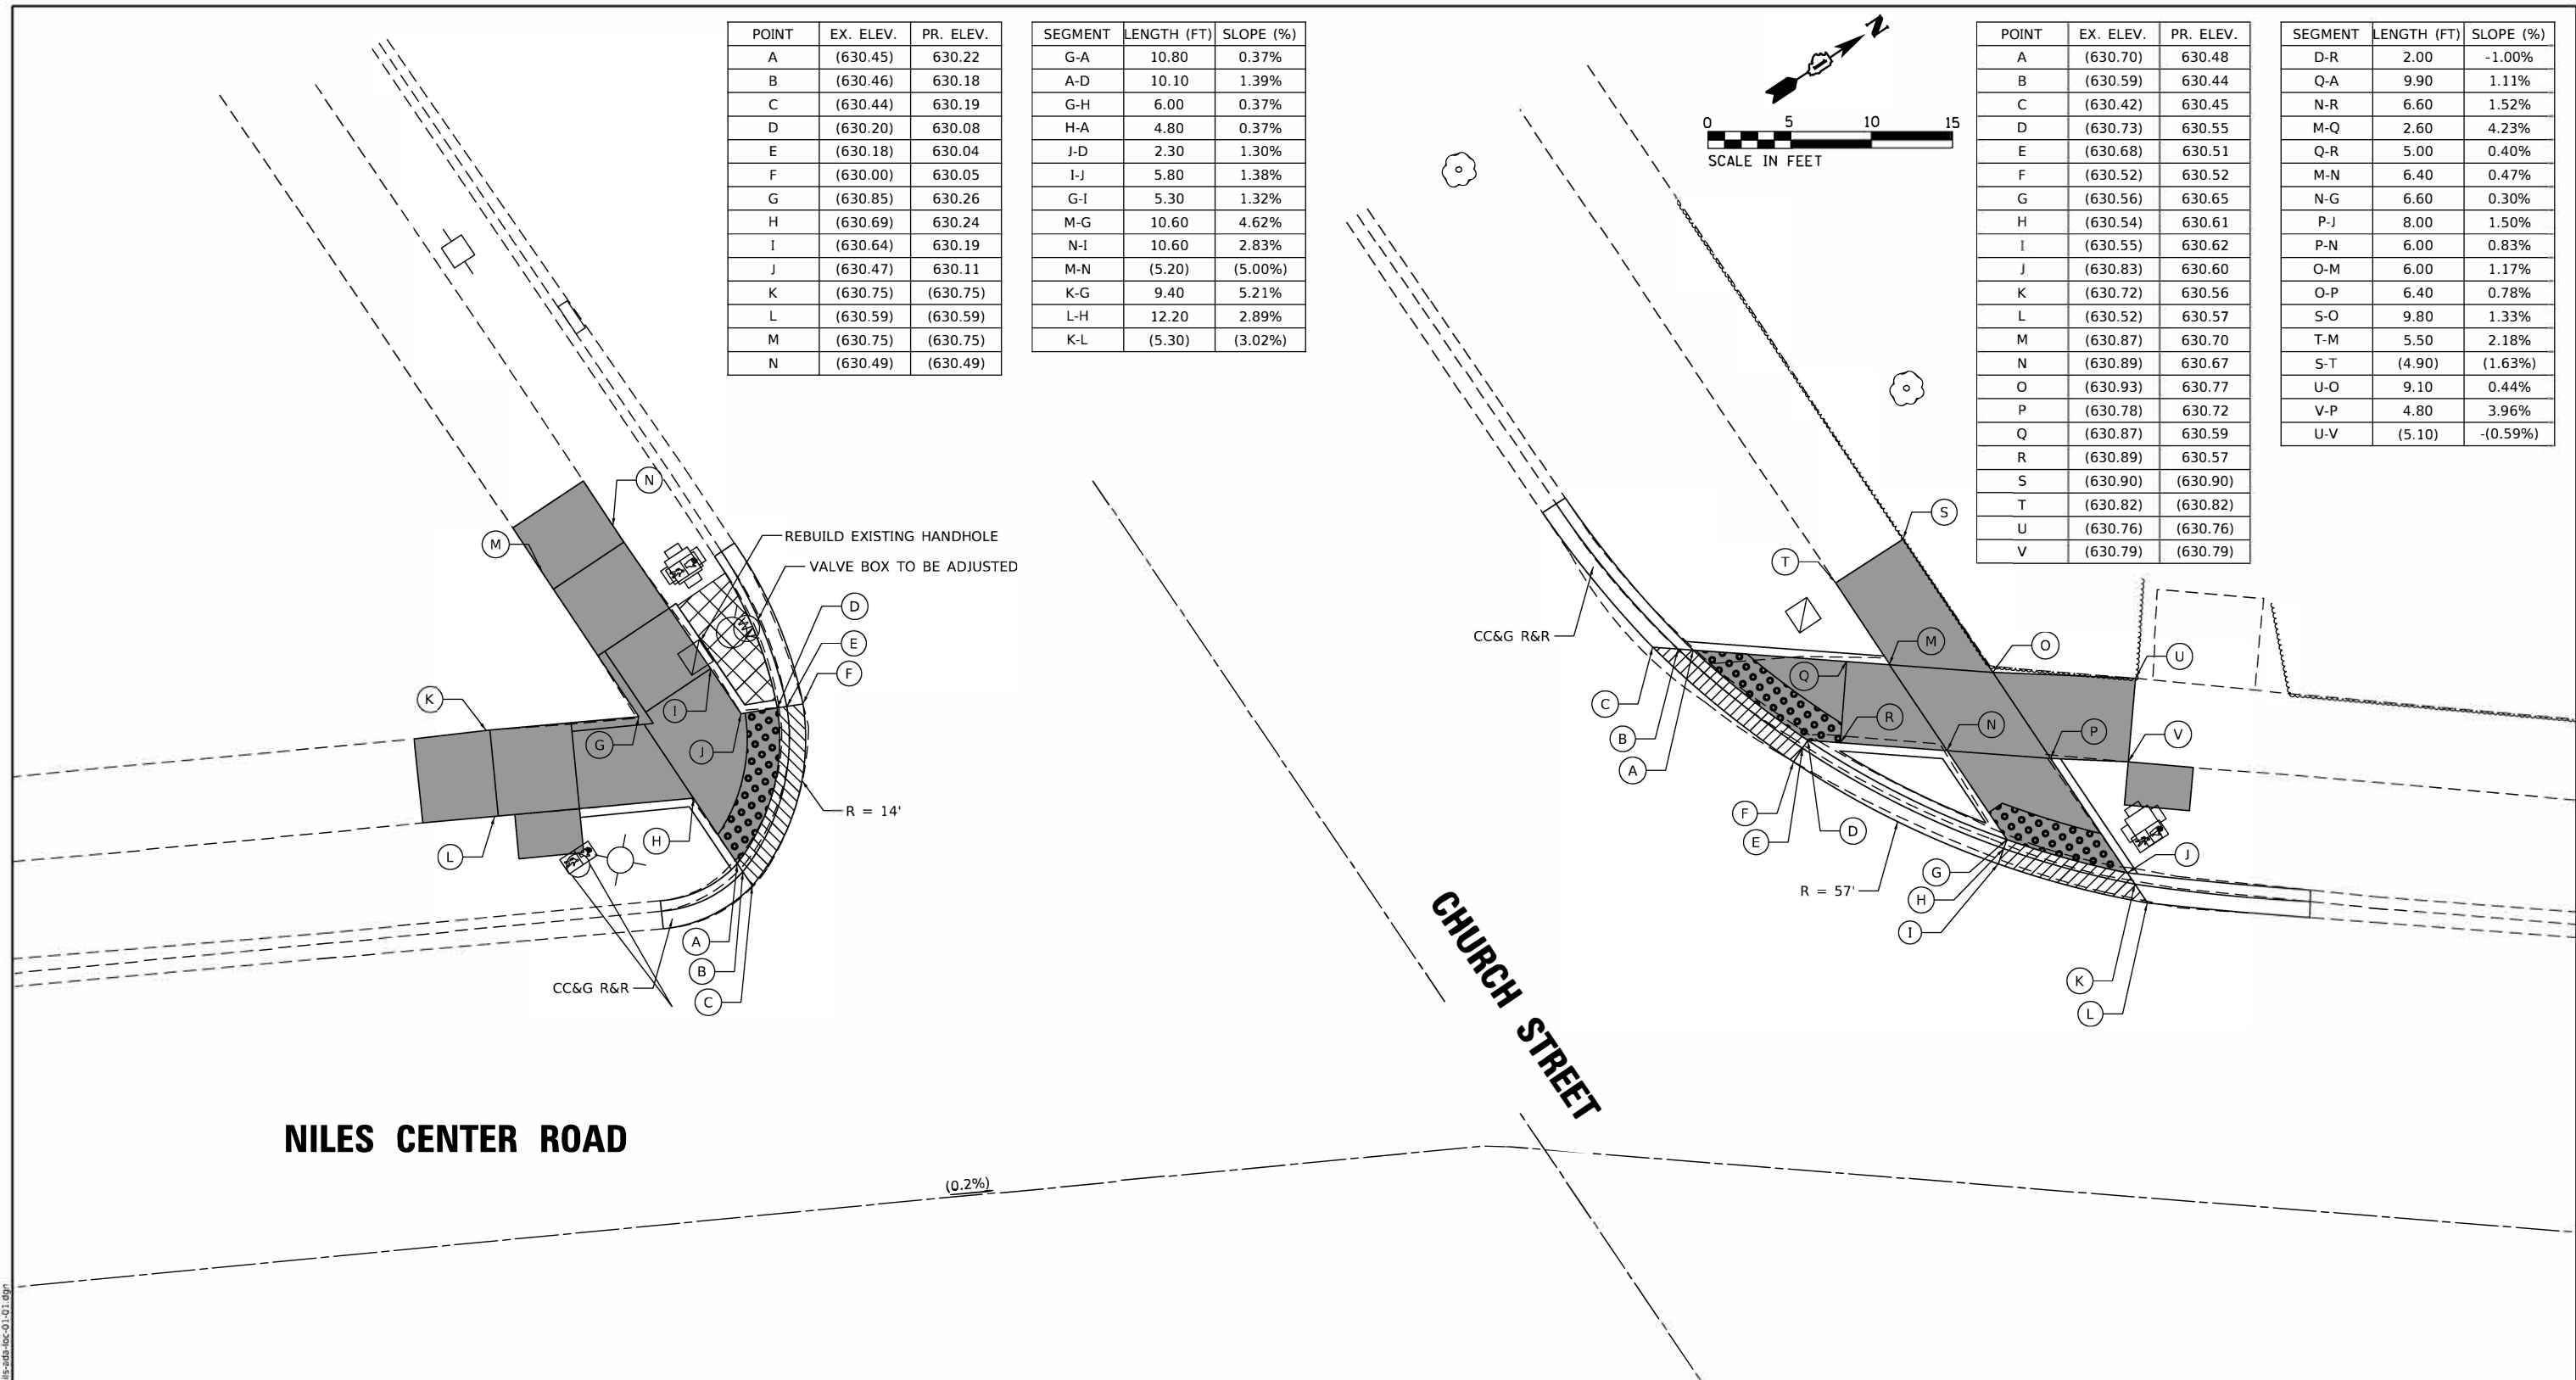 POINT EX. ELEV. PR. ELEV.
A (630.45) 630.22
B (630.46) 630.18
C (630.44) 630.19
D (630.20) 630.08
E (630.18) 630.04
F (630.00) 630.05
G (630.85) 630.26
H (630.69) 630.24
I (630.64) 630.19
J (630.47) 630.11
K (630.75) (630.75)
L (630.59) (630.59)
M (630.75) (630.75)
N (630.49) (630.49)
SEGMENT LENGTH (FT) SLOPE (%)
G-A 10.80 0.37%
A-D 10.10 1.39%
G-H 6.00 0.37%
H-A 4.80 0.37%
J-D 2.30 1.30%
I-J 5.80 1.38%
G-I 5.30 1.32%
M-G 10.60 4.62%
N-I 10.60 2.83%
M-N (5.20) (5.00%)
K-G 9.40 5.21%
L-H 12.20 2.89%
K-L (5.30) (3.02%)
N
0 5 10 15
SCALE IN FEET
POINT EX. ELEV. PR. ELEV.
A (630.70) 630.48
B (630.59) 630.44
C (630.42) 630.45
D (630.73) 630.55
E (630.68) 630.51
F (630.52) 630.52
G (630.56) 630.65
H (630.54) 630.61
I (630.55) 630.62
J (630.83) 630.60
K (630.72) 630.56
L (630.52) 630.57
M (630.87) 630.70
N (630.89) 630.67
O (630.93) 630.77
P (630.78) 630.72
Q (630.87) 630.59
R (630.89) 630.57
S (630.90) (630.90)
T (630.82) (630.82)
U (630.76) (630.76)
V (630.79) (630.79)
SEGMENT LENGTH (FT) SLOPE (%)
D-R 2.00 -1.00%
Q-A 9.90 1.11%
N-R 6.60 1.52%
M-Q 2.60 4.23%
Q-R 5.00 0.40%
M-N 6.40 0.47%
N-G 6.60 0.30%
P-J 8.00 1.50%
P-N 6.00 0.83%
O-M 6.00 1.17%
O-P 6.40 0.78%
S-O 9.80 1.33%
T-M 5.50 2.18%
S-T (4.90) (1.63%)
U-O 9.10 0.44%
V-P 4.80 3.96%
U-V (5.10) -(0.59%)
N
M
REBUILD EXISTING HANDHOLE
VALVE BOX TO BE ADJUSTED
D
E
F
K
I
G
J
R = 14'
H
L
A
B
C
CC&G R&R
S
T
CC&G R&R
M
O
U
Q
C
R
N
P
V
B
A
F
E
D
J
G
R = 57'
H
I
K
L
CHURCH STREET
NILES CENTER ROAD
(0.2%)